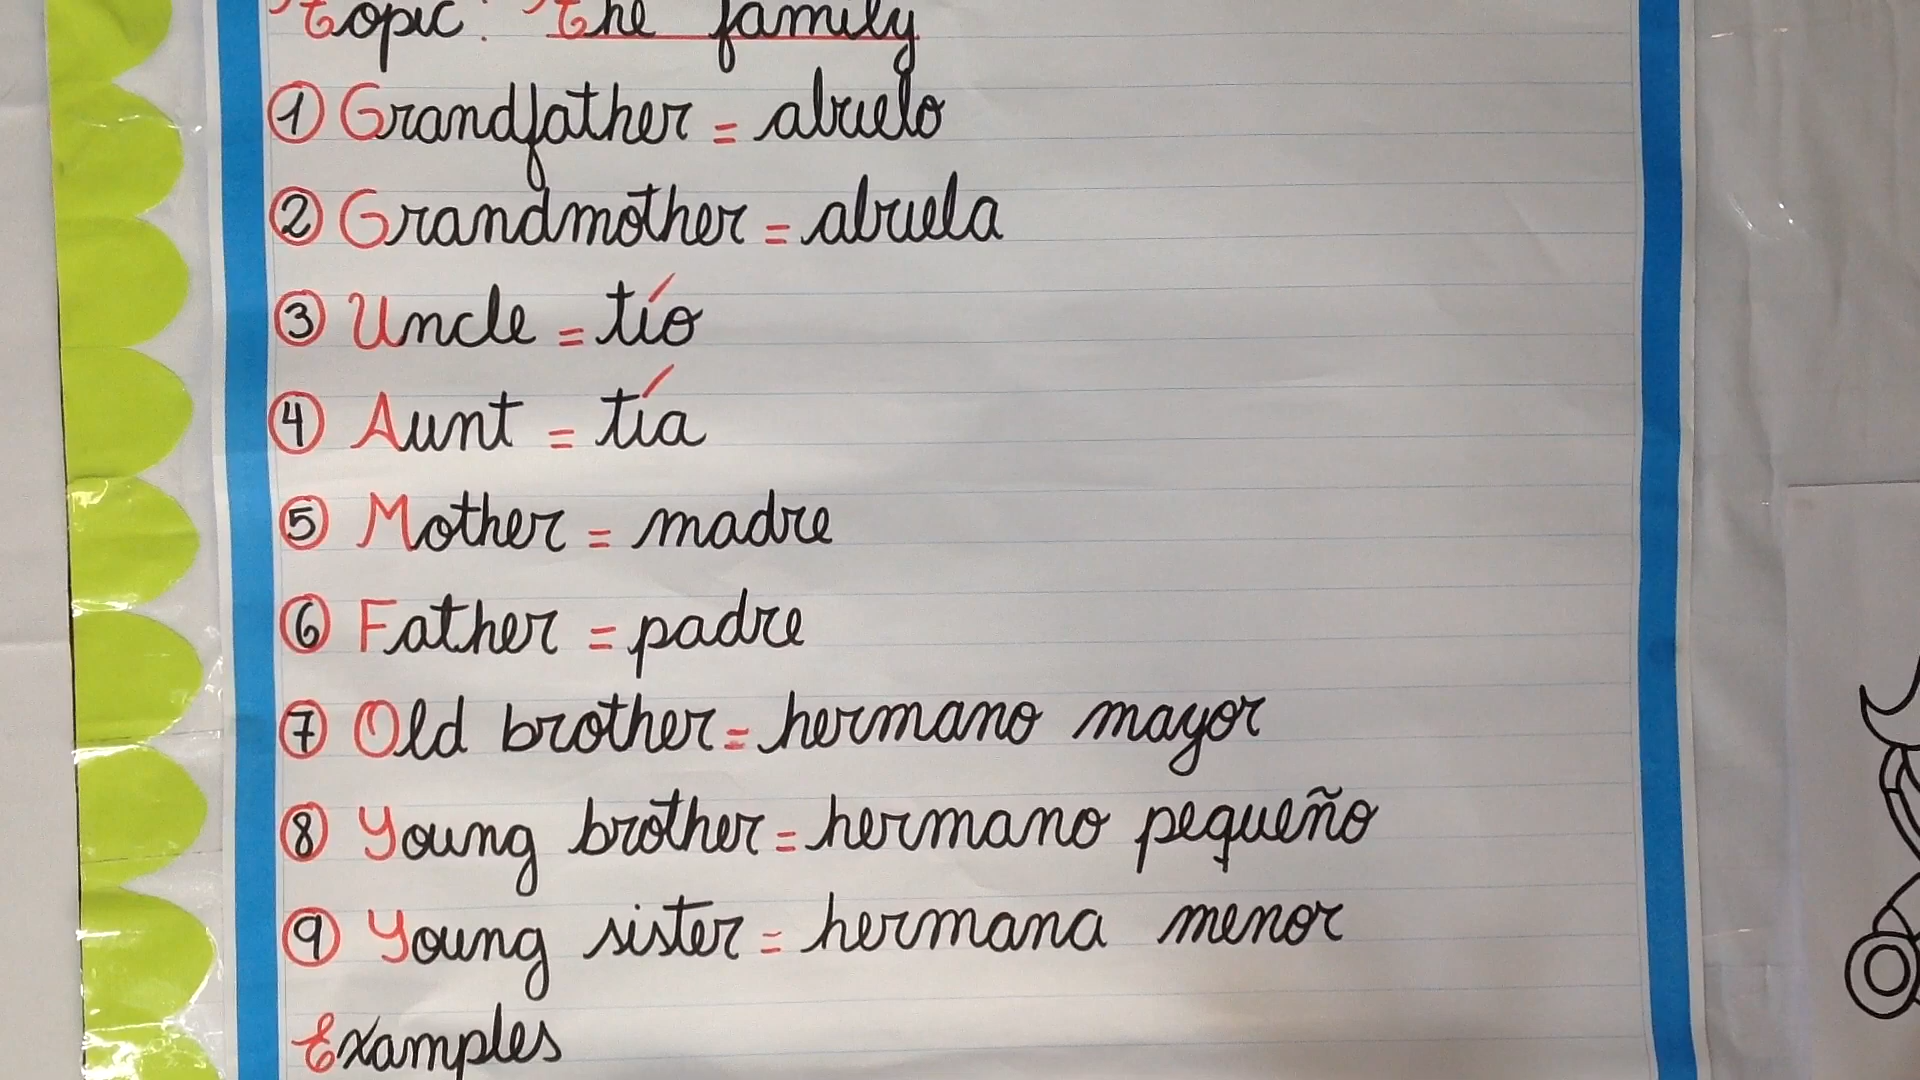 Topic: The family
1 Grandfather = abuelo
2 Grandmother = abuela
3 Uncle = tío
4 Aunt = tía
5 Mother = madre
6 Father = padre
7 Old brother = hermano mayor
8 Young brother = hermano pequeño
9 Young sister = hermana menor
Examples